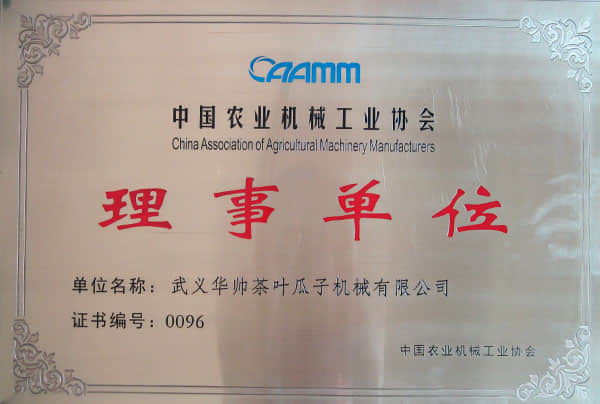 CAAMM
中国农业机械工业协会
China Association of Agricultural Machinery Manufacturers
理事单位
单位名称：武义华帅茶叶瓜子机械有限公司
证书编号：0096
中国农业机械工业协会